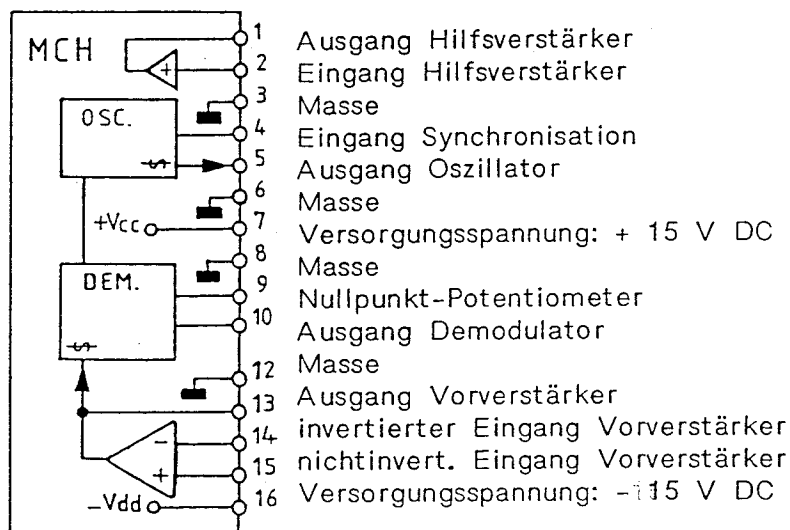 MCH
1 Ausgang Hilfsverstärker
+ 2 Eingang Hilfsverstärker
3 Masse
OSC.
4 Eingang Synchronisation
5 Ausgang Oszillator
6 Masse
+Vcc 7 Versorgungsspannung: + 15 V DC
8 Masse
DEM.
9 Nullpunkt-Potentiometer
10 Ausgang Demodulator
12 Masse
13 Ausgang Vorverstärker
- 14 invertierter Eingang Vorverstärker
+ 15 nichtinvert. Eingang Vorverstärker
-Vdd 16 Versorgungsspannung: - 15 V DC